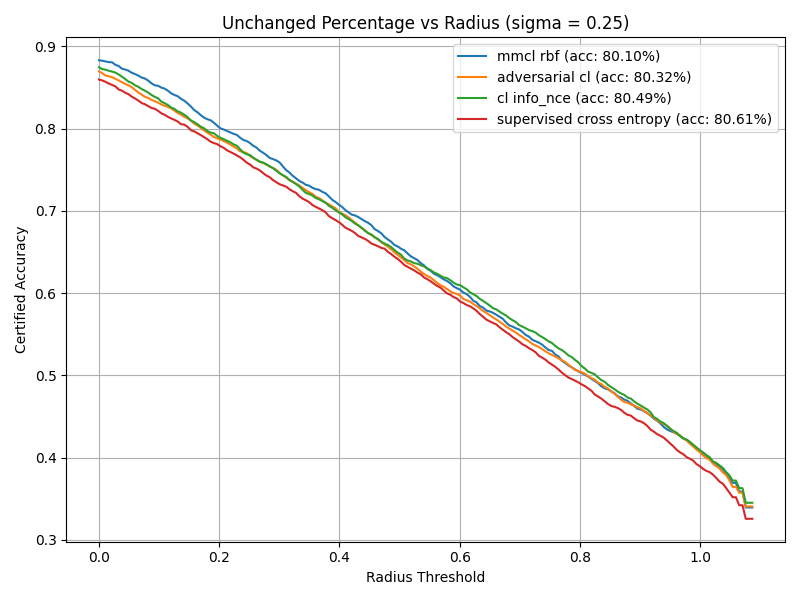 Unchanged Percentage vs Radius (sigma = 0.25)
mmcl rbf (acc: 80.10%)
adversarial cl (acc: 80.32%)
cl info_nce (acc: 80.49%)
supervised cross entropy (acc: 80.61%)
Certified Accuracy
0.9
0.8
0.7
0.6
0.5
0.4
0.3
0.0 0.2 0.4 0.6 0.8 1.0
Radius Threshold